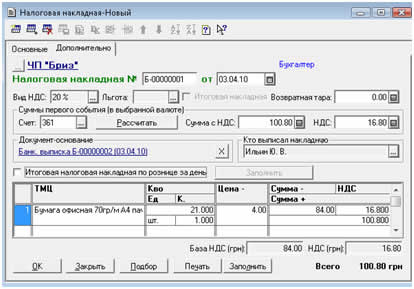 Налоговая накладная-Новый
Основные Дополнительно
... ЧП "Бриз" Бухгалтер
Налоговая накладная № Б-00000001 от 03.04.10
Вид НДС: 20 % ... Льгота: ... Итоговая накладная Возвратная тара: 0.00
Суммы первого события (в выбранной валюте)
Счет: 361 ... Рассчитать Сумма с НДС: 100.80 НДС: 16.80
Документ-основание Кто выписал накладную
Банк. выписка Б-00000002 (03.04.10) X Ильин Ю. В. ...
Итоговая налоговая накладная по рознице за день Заполнить
ТМЦ Кво Цена - Сумма - НДС
Ед К. Сумма +
1 Бумага офисная 70гр/м А4 пач 21.000 4.00 84.00 16.800
шт. 1.000 100.800
База НДС (грн): 84.00 НДС (грн): 16.80
OK Закрыть Подбор Печать Заполнить Всего 100.80 грн